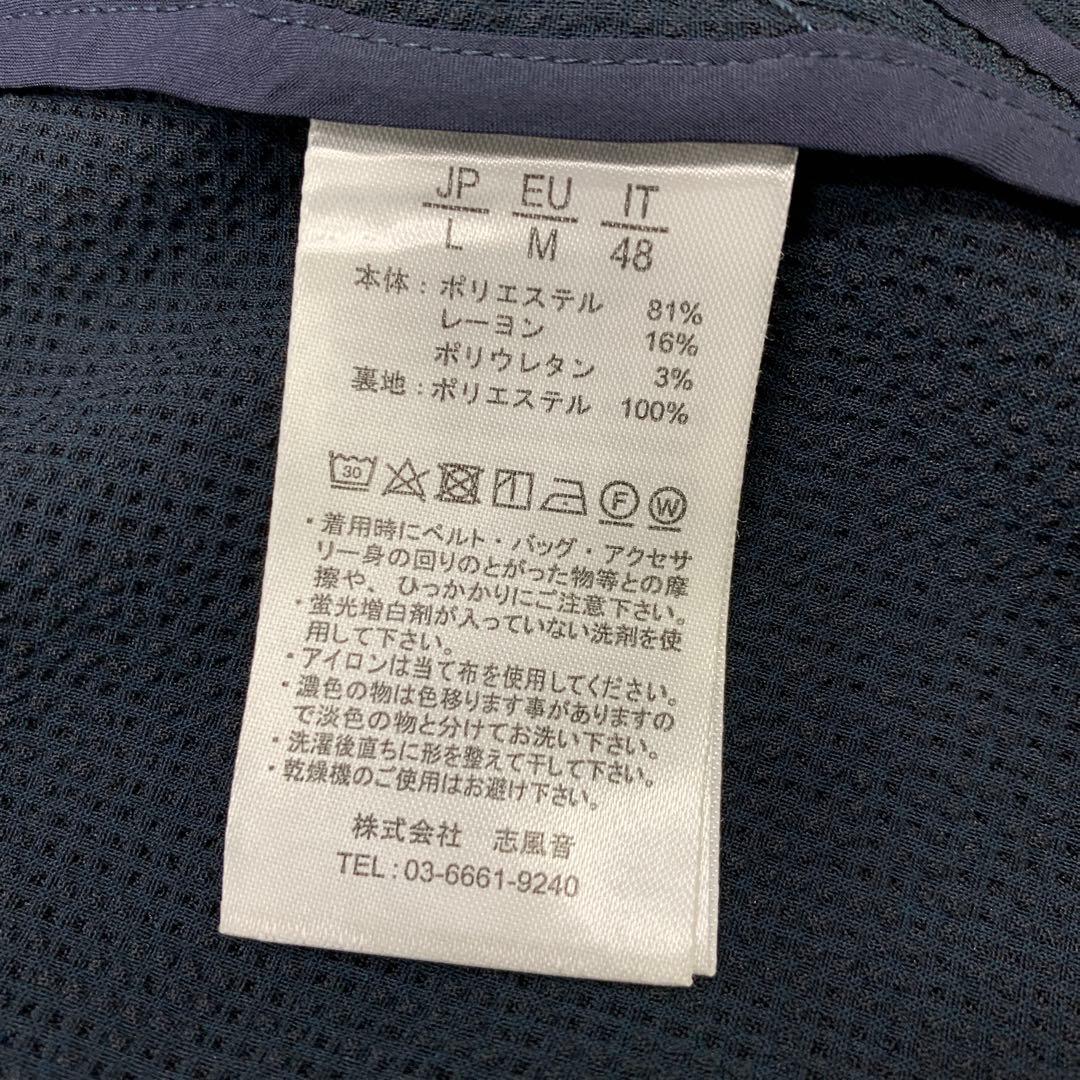 JP EU IT
L M 48
本体：ポリエステル 81%
レーヨン 16%
ポリウレタン 3%
裏地：ポリエステル 100%
30 F W
・着用時にベルト・バッグ・アクセサ
リー身の回りのとがった物等との摩
擦や、ひっかかりにご注意下さい。
・蛍光増白剤が入っていない洗剤を使
用して下さい。
・アイロンは当て布を使用してください。
・濃色の物は色移りします事がありますの
で淡色の物と分けてお洗い下さい。
・洗濯後直ちに形を整えて干して下さい。
・乾燥機のご使用はお避け下さい。
株式会社 志風音
TEL：03-6661-9240